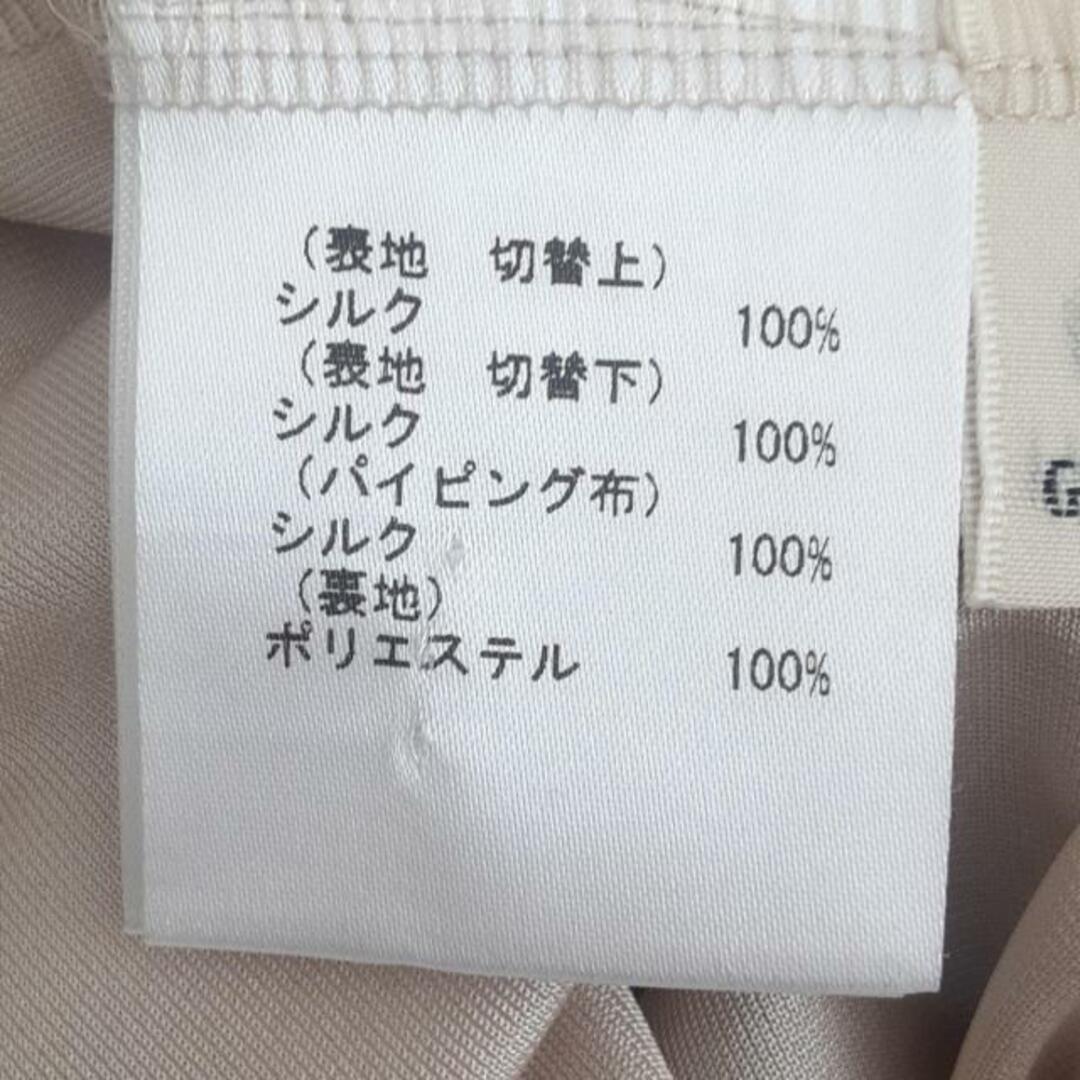 (表地　切替上)
シルク 100%
(表地　切替下)
シルク 100%
(パイピング布)
シルク 100%
(裏地)
ポリエステル 100%
G